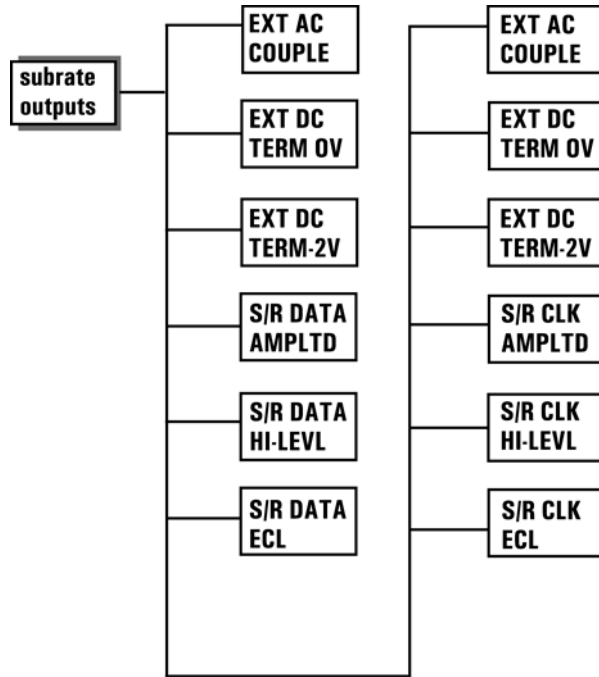 subrate
outputs
EXT AC
COUPLE
EXT DC
TERM 0V
EXT DC
TERM-2V
S/R DATA
AMPLTD
S/R DATA
HI-LEVL
S/R DATA
ECL
EXT AC
COUPLE
EXT DC
TERM 0V
EXT DC
TERM-2V
S/R CLK
AMPLTD
S/R CLK
HI-LEVL
S/R CLK
ECL